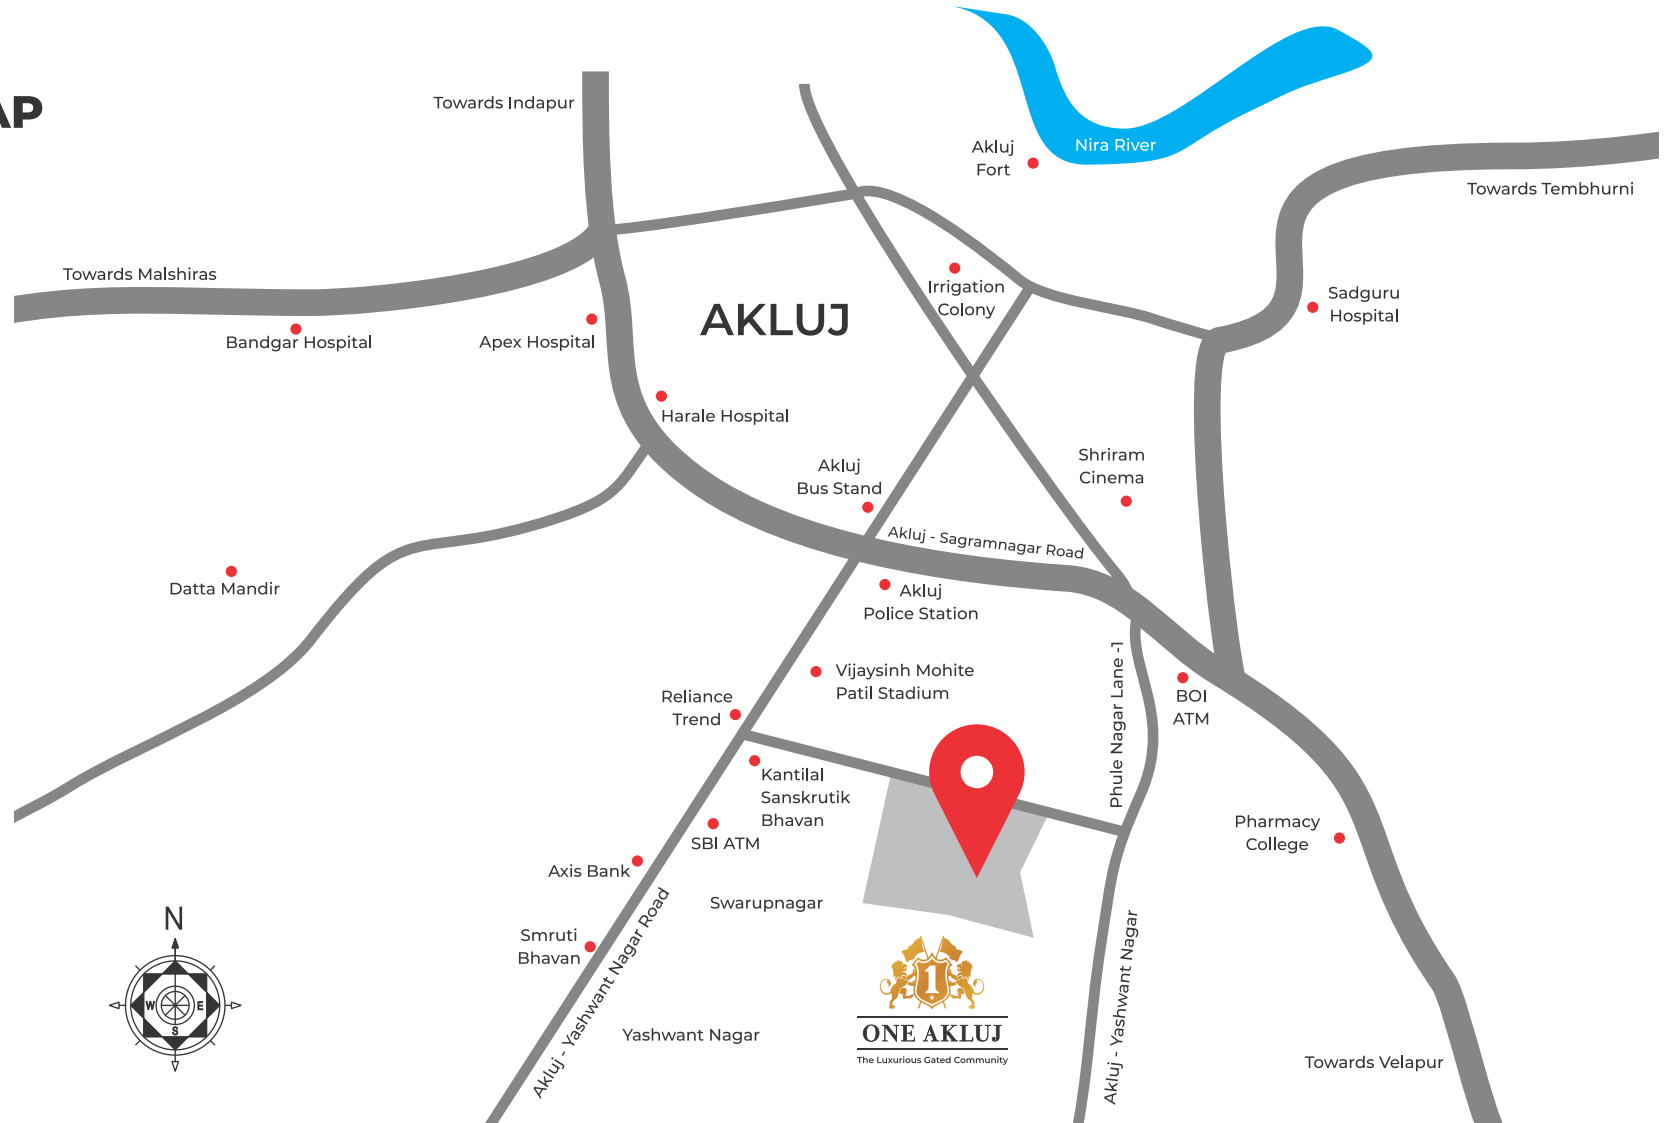 AP
Towards Indapur
Nira River
Akluj
Fort
Towards Tembhurni
Towards Malshiras
Irrigation
Colony
Sadguru
Hospital
AKLUJ
Bandgar Hospital
Apex Hospital
Harale Hospital
Akluj
Bus Stand
Shriram
Cinema
Akluj - Sagramnagar Road
Datta Mandir
Akluj
Police Station
Vijaysinh Mohite
Patil Stadium
Reliance
Trend
Phule Nagar Lane -1
BOI
ATM
Kantilal
Sanskrutik
Bhavan
SBI ATM
Pharmacy
College
Axis Bank
Swarupnagar
Smruti
Bhavan
Akluj - Yashwant Nagar Road
Akluj - Yashwant Nagar
N
W
E
S
1
ONE AKLUJ
The Luxurious Gated Community
Yashwant Nagar
Towards Velapur